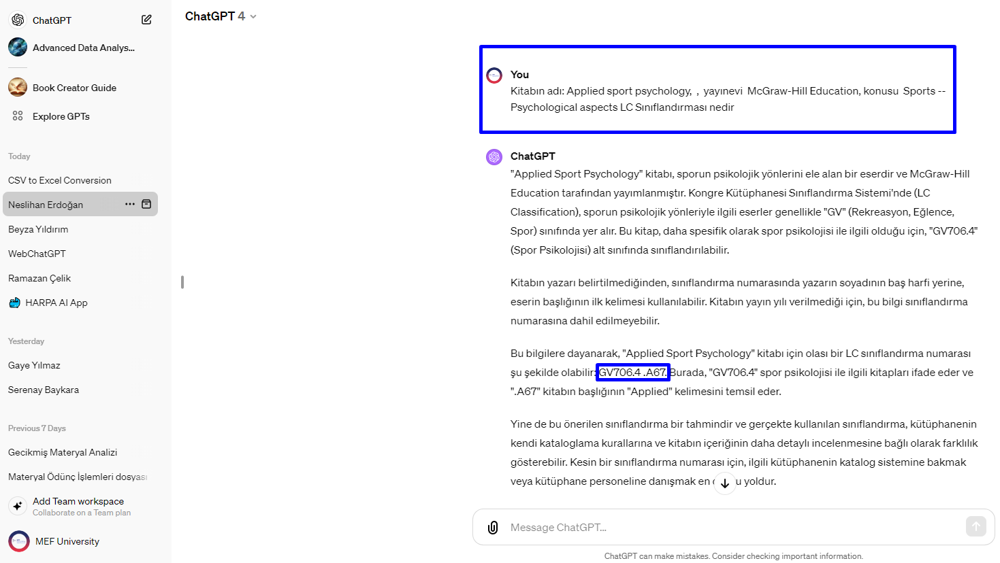 ChatGPT
Advanced Data Analys...
Book Creator Guide
Explore GPTs
Today
CSV to Excel Conversion
Neslihan Erdoğan
Beyza Yıldırım
WebChatGPT
Ramazan Çelik
HARPA AI App
Yesterday
Gaye Yılmaz
Serenay Baykara
Previous 7 Days
Gecikmiş Materyal Analizi
Materyal Ödünç İşlemleri dosyası
Add Team workspace
Collaborate on a Team plan
MEF University
ChatGPT 4
You
Kitabın adı: Applied sport psychology, , yayınevi McGraw-Hill Education, konusu Sports --
Psychological aspects LC Sınıflandırması nedir
ChatGPT
"Applied Sport Psychology" kitabı, sporun psikolojik yönlerini ele alan bir eserdir ve McGraw-Hill
Education tarafından yayımlanmıştır. Kongre Kütüphanesi Sınıflandırma Sistemi'nde (LC
Classification), sporun psikolojik yönleriyle ilgili eserler genellikle "GV" (Rekreasyon, Eğlence,
Spor) sınıfında yer alır. Bu kitap, daha spesifik olarak spor psikolojisi ile ilgili olduğu için, "GV706.4"
(Spor Psikolojisi) alt sınıfında sınıflandırılabilir.
Kitabın yazarı belirtilmediğinden, sınıflandırma numarasında yazarın soyadının baş harfi yerine,
eserin başlığının ilk kelimesi kullanılabilir. Kitabın yayın yılı verilmediği için, bu bilgi sınıflandırma
numarasına dahil edilmeyebilir.
Bu bilgilere dayanarak, "Applied Sport Psychology" kitabı için olası bir LC sınıflandırma numarası
şu şekilde olabilir: GV706.4 .A67. Burada, "GV706.4" spor psikolojisi ile ilgili kitapları ifade eder ve
".A67" kitabın başlığının "Applied" kelimesini temsil eder.
Yine de bu önerilen sınıflandırma bir tahmindir ve gerçekte kullanılan sınıflandırma, kütüphanenin
kendi kataloglama kurallarına ve kitabın içeriğinin daha detaylı incelenmesine bağlı olarak farklılık
gösterebilir. Kesin bir sınıflandırma numarası için, ilgili kütüphanenin katalog sistemine bakmak
veya kütüphane personeline danışmak en yoldur.
Message ChatGPT...
ChatGPT can make mistakes. Consider checking important information.